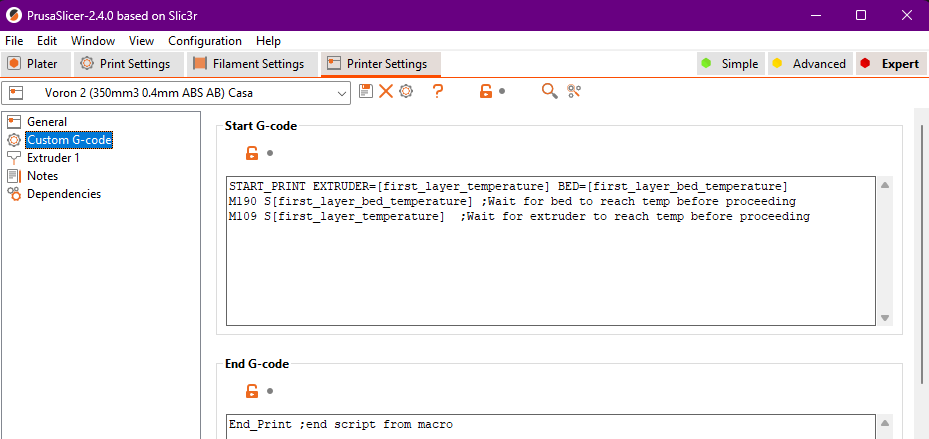 PrusaSlicer-2.4.0 based on Slic3r
File Edit Window View Configuration Help
Plater Print Settings Filament Settings Printer Settings Simple Advanced Expert
Voron 2 (350mm3 0.4mm ABS AB) Casa ?
General
Custom G-code
Extruder 1
Notes
Dependencies
Start G-code
START_PRINT EXTRUDER=[first_layer_temperature] BED=[first_layer_bed_temperature]
M190 S[first_layer_bed_temperature] ;Wait for bed to reach temp before proceeding
M109 S[first_layer_temperature]  ;Wait for extruder to reach temp before proceeding
End G-code
End_Print ;end script from macro